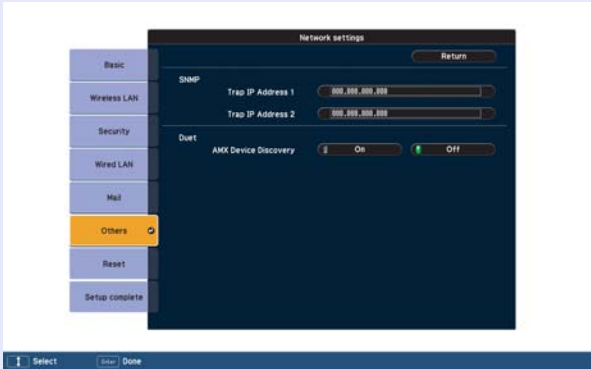 Network settings
Return
Basic
Wireless LAN
Security
Wired LAN
Mail
Others
Reset
Setup complete
SNMP
Trap IP Address 1 000.000.000.000
Trap IP Address 2 000.000.000.000
Duet
AMX Device Discovery On Off
Select Enter Done